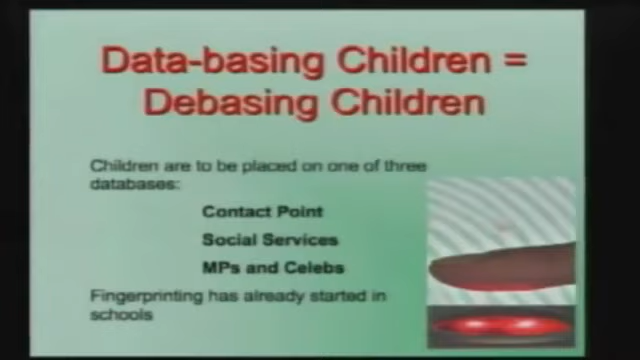 Data-basing Children =
Debasing Children
Children are to be placed on one of three
databases:
Contact Point
Social Services
MPs and Celebs
Fingerprinting has already started in
schools